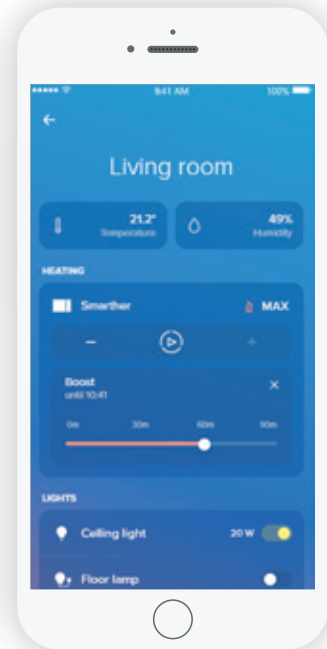 9:41 AM 100%
Living room
21.2° 49%
Temperature Humidity
HEATING
Smarther MAX
− +
Boost
until 10:41
0m 30m 60m 90m
LIGHTS
Ceiling light 20 W
Floor lamp